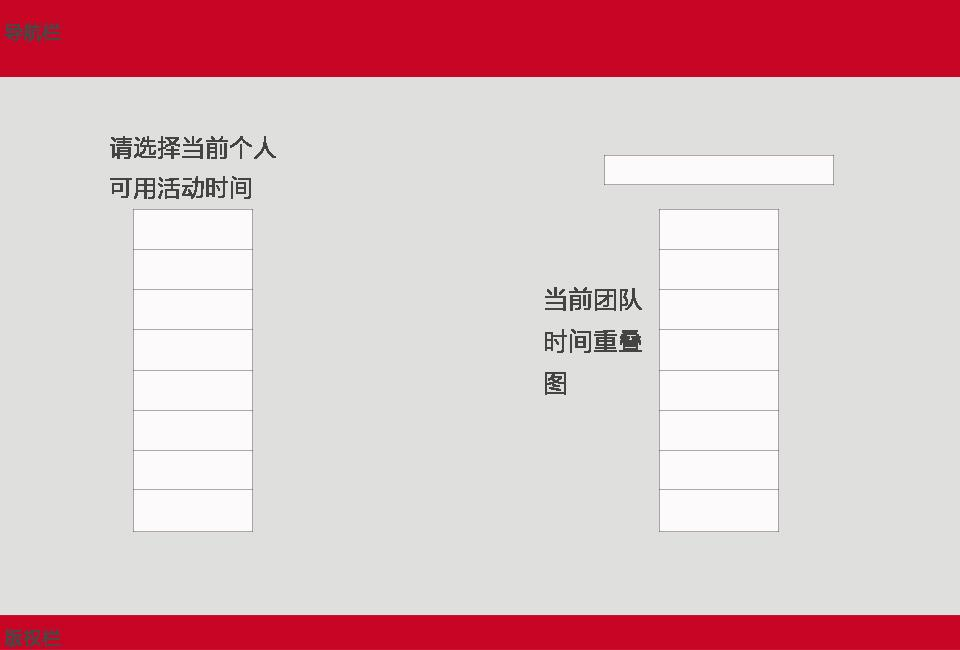 导航栏
请选择当前个人
可用活动时间
当前团队
时间重叠
图
版权栏